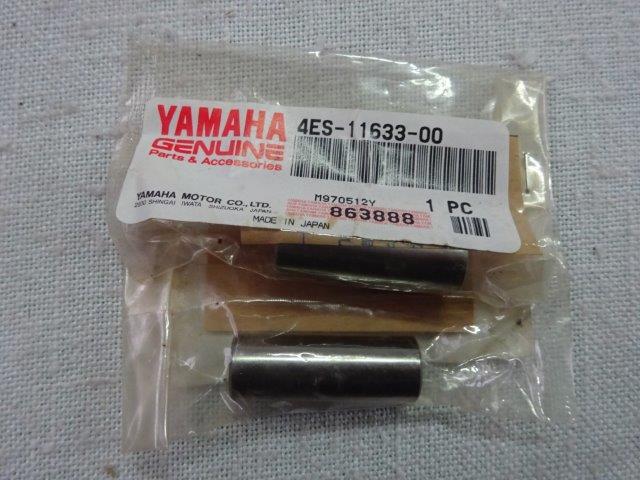 YAMAHA
GENUINE
Parts & Accessories
4ES-11633-00
YAMAHA MOTOR CO., LTD.
2500 SHINGAI IWATA SHIZUOKA JAPAN
M970512Y
863888
MADE IN JAPAN
1 PC